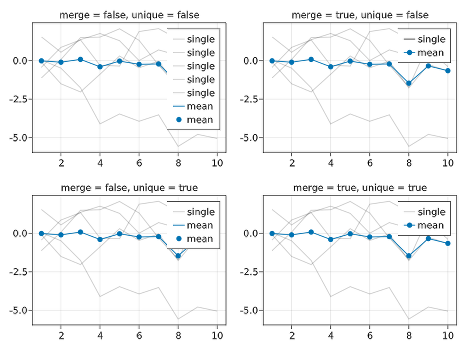 merge = false, unique = false
0.0
-2.5
-5.0
2
4
6
8
10
single
single
single
single
single
mean
mean
merge = true, unique = false
0.0
-2.5
-5.0
2
4
6
8
10
single
mean
merge = false, unique = true
0.0
-2.5
-5.0
2
4
6
8
10
single
mean
mean
merge = true, unique = true
0.0
-2.5
-5.0
2
4
6
8
10
single
mean